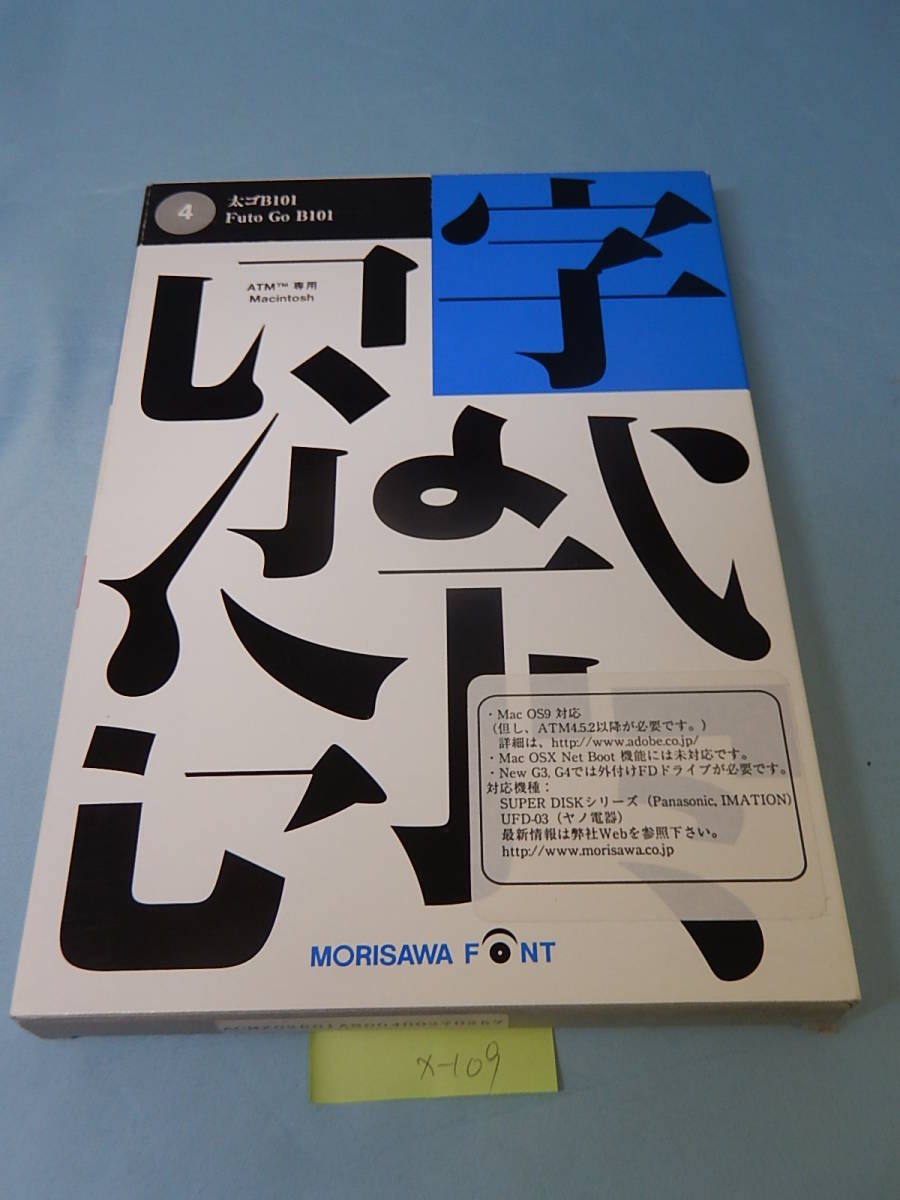 4
太ゴB101
Futo Go B101
ATM™ 専用
Macintosh
字
・Mac OS9 対応
（但し、ATM4.5.2以降が必要です。）
詳細は、http://www.adobe.co.jp/
・Mac OSX Net Boot 機能には未対応です。
・New G3, G4では外付けFDドライブが必要です。
対応機種：
SUPER DISKシリーズ（Panasonic, IMATION）
UFD-03（ヤノ電器）
最新情報は弊社Webを参照下さい。
http://www.morisawa.co.jp
MORISAWA FONT
X-109